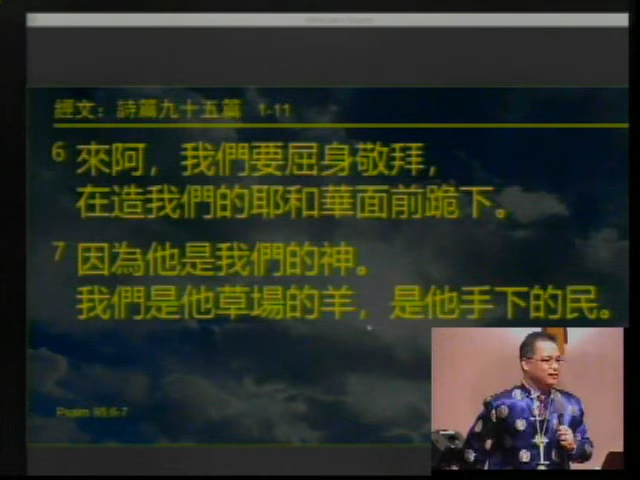 經文：詩篇九十五篇 1-11
6 來阿，我們要屈身敬拜，
在造我們的耶和華面前跪下。
7 因為他是我們的神。
我們是他草場的羊，是他手下的民。
Psalm 95:6-7